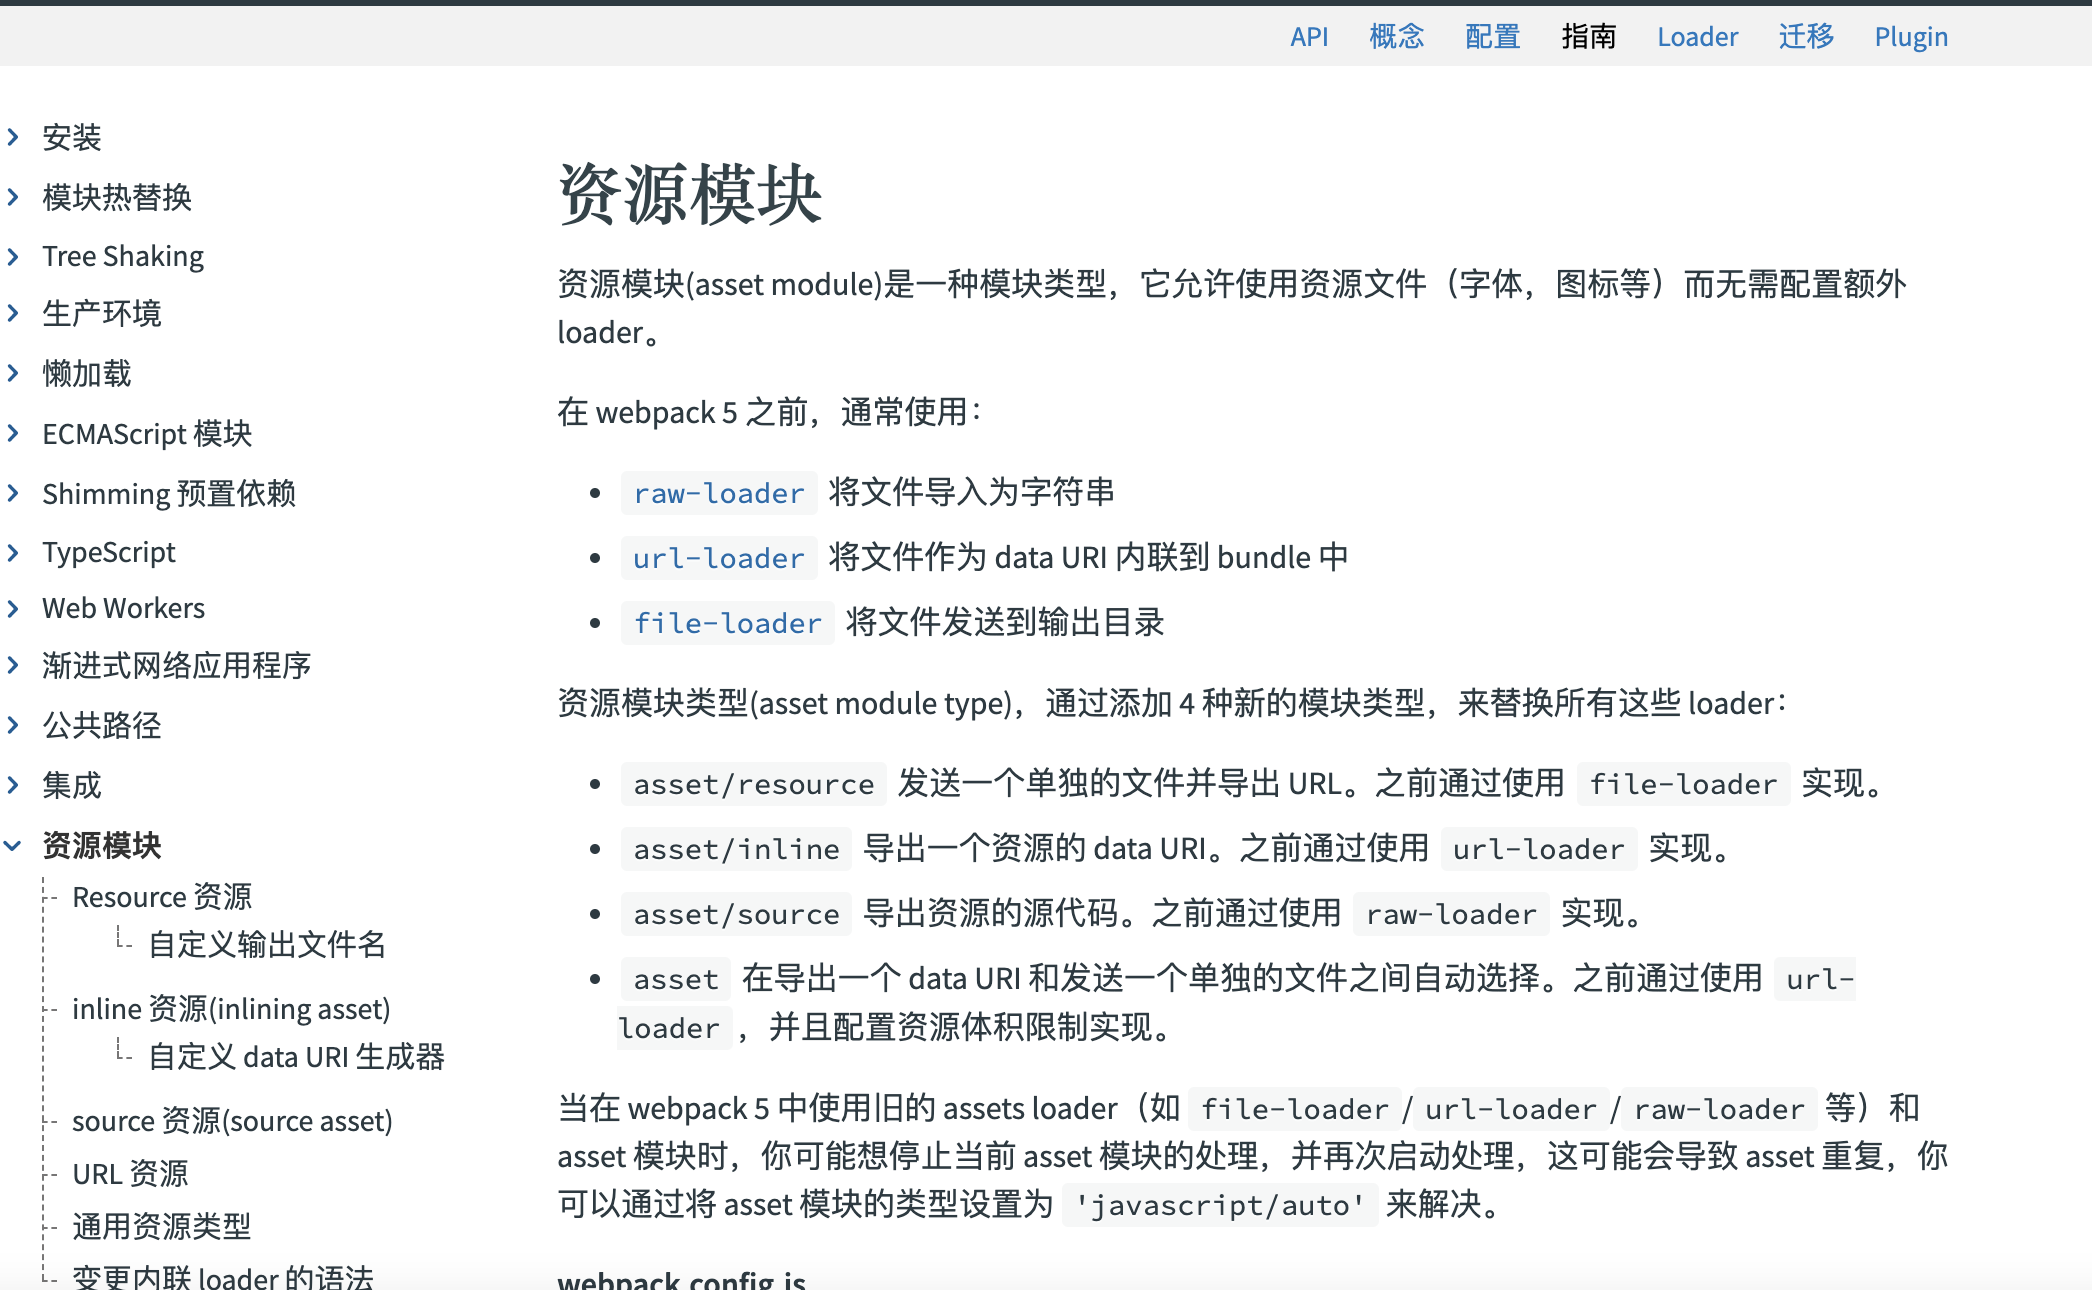 API 概念 配置 指南 Loader 迁移 Plugin
安装
模块热替换
Tree Shaking
生产环境
懒加载
ECMAScript 模块
Shimming 预置依赖
TypeScript
Web Workers
渐进式网络应用程序
公共路径
集成
资源模块
Resource 资源
自定义输出文件名
inline 资源(inlining asset)
自定义 data URI 生成器
source 资源(source asset)
URL 资源
通用资源类型
变更内联 loader 的语法
资源模块
资源模块(asset module)是一种模块类型，它允许使用资源文件（字体，图标等）而无需配置额外
loader。
在 webpack 5 之前，通常使用：
raw-loader 将文件导入为字符串
url-loader 将文件作为 data URI 内联到 bundle 中
file-loader 将文件发送到输出目录
资源模块类型(asset module type)，通过添加 4 种新的模块类型，来替换所有这些 loader：
asset/resource 发送一个单独的文件并导出 URL。之前通过使用 file-loader 实现。
asset/inline 导出一个资源的 data URI。之前通过使用 url-loader 实现。
asset/source 导出资源的源代码。之前通过使用 raw-loader 实现。
asset 在导出一个 data URI 和发送一个单独的文件之间自动选择。之前通过使用 url-
loader，并且配置资源体积限制实现。
当在 webpack 5 中使用旧的 assets loader（如 file-loader/url-loader/raw-loader 等）和
asset 模块时，你可能想停止当前 asset 模块的处理，并再次启动处理，这可能会导致 asset 重复，你
可以通过将 asset 模块的类型设置为 'javascript/auto' 来解决。
webpack.config.js